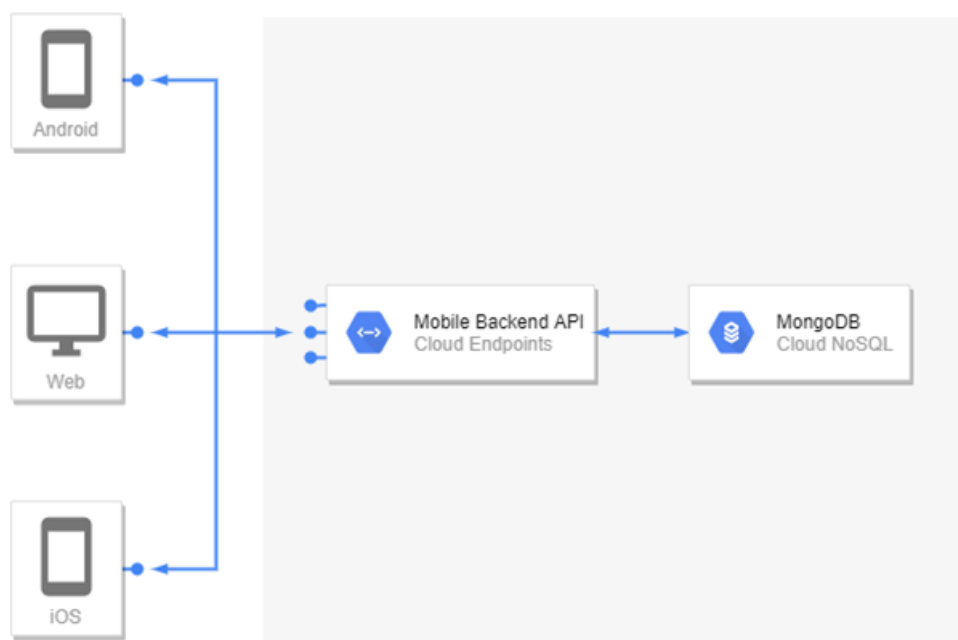 Android
Web
iOS
Mobile Backend API
Cloud Endpoints
MongoDB
Cloud NoSQL